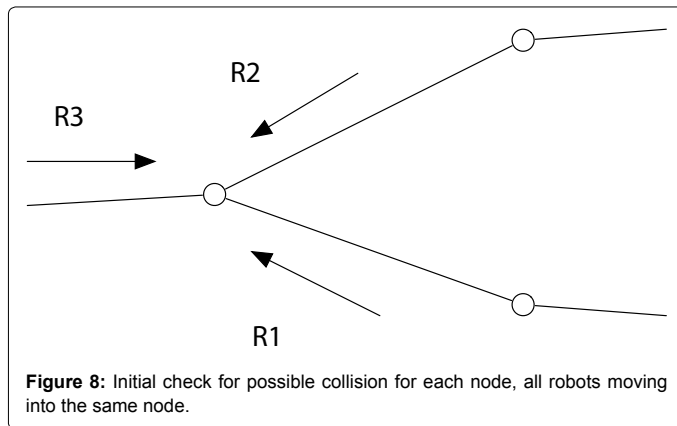 R2
R3
R1
Figure 8: Initial check for possible collision for each node, all robots moving
into the same node.